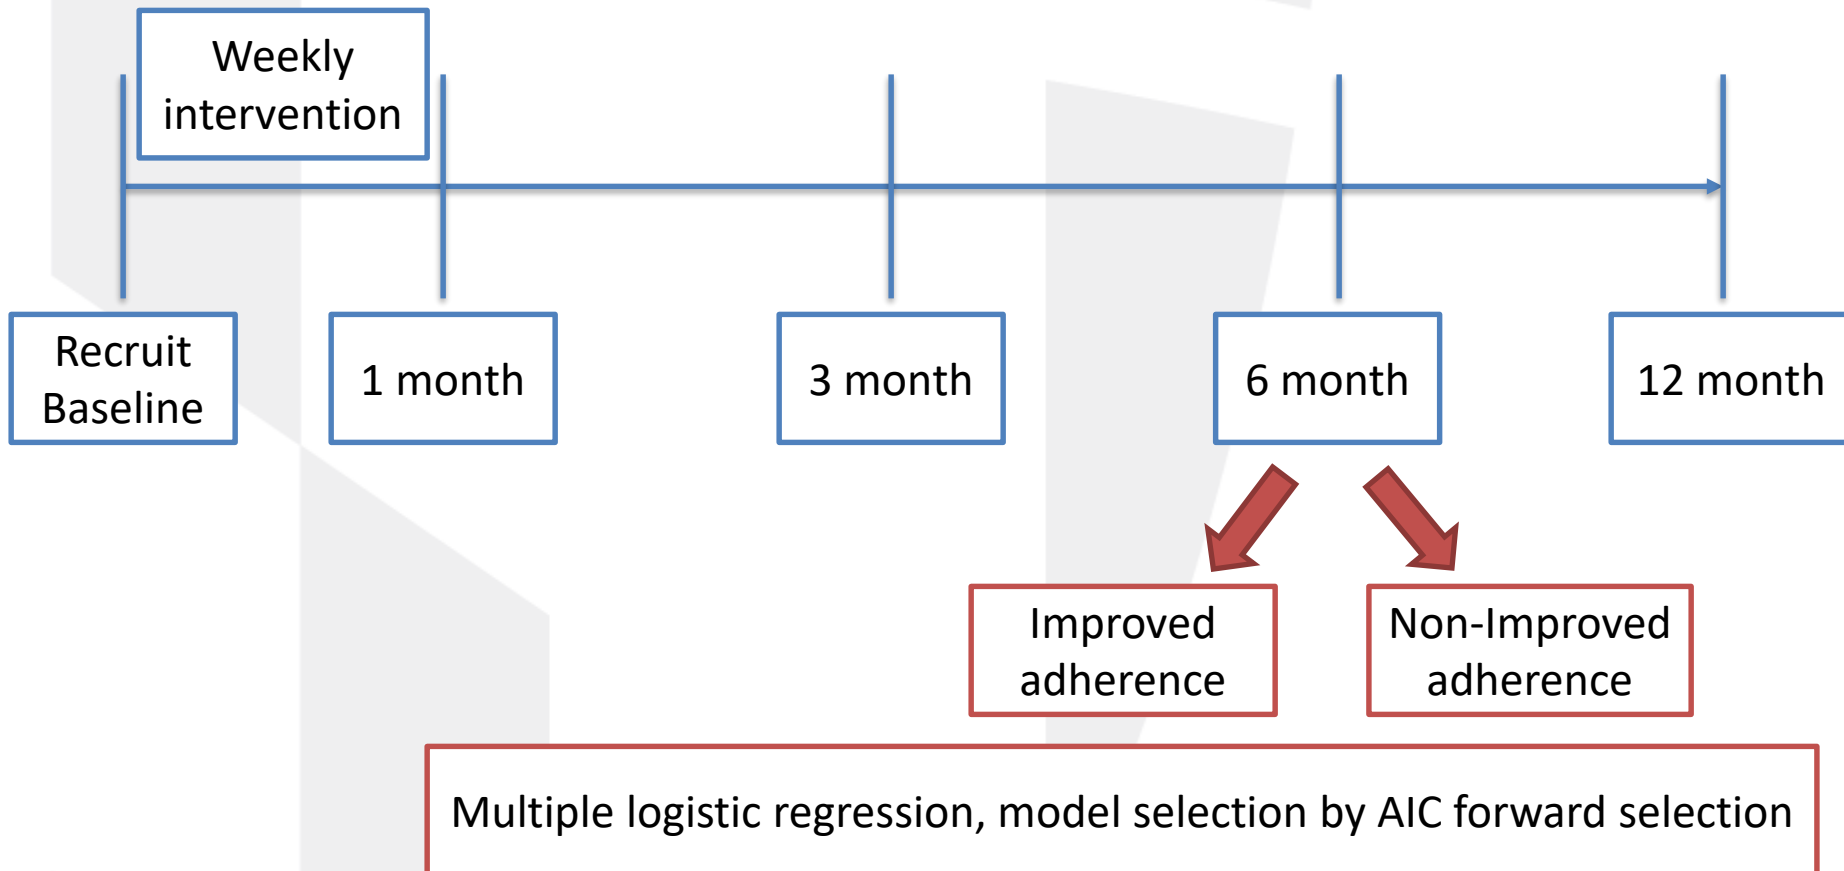 Weekly
intervention
Recruit
Baseline
1 month
3 month
6 month
12 month
Improved
adherence
Non-Improved
adherence
Multiple logistic regression, model selection by AIC forward selection